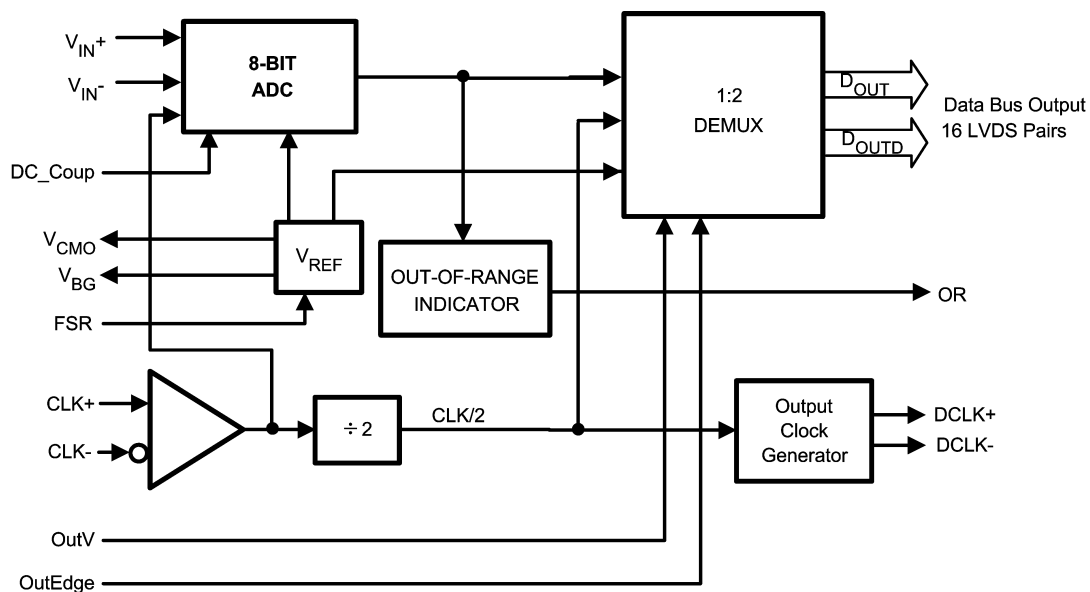 V_IN+
V_IN-
8-BIT
ADC
DC_Coup
1:2
DEMUX
D_OUT
D_OUTD
Data Bus Output
16 LVDS Pairs
V_CMO
V_BG
FSR
V_REF
OUT-OF-RANGE
INDICATOR
OR
CLK+
CLK-
÷ 2
CLK/2
Output
Clock
Generator
DCLK+
DCLK-
OutV
OutEdge